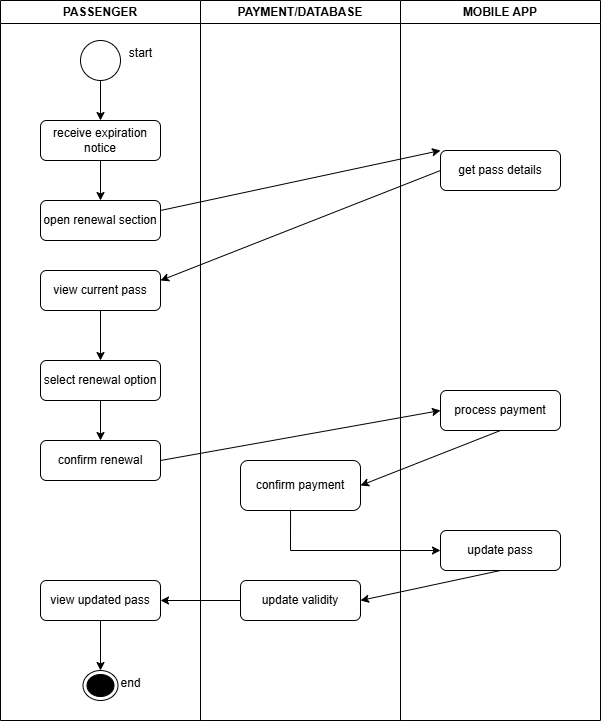 PASSENGER
PAYMENT/DATABASE
MOBILE APP
start
receive expiration
notice
get pass details
open renewal section
view current pass
select renewal option
process payment
confirm renewal
confirm payment
update pass
view updated pass
update validity
end